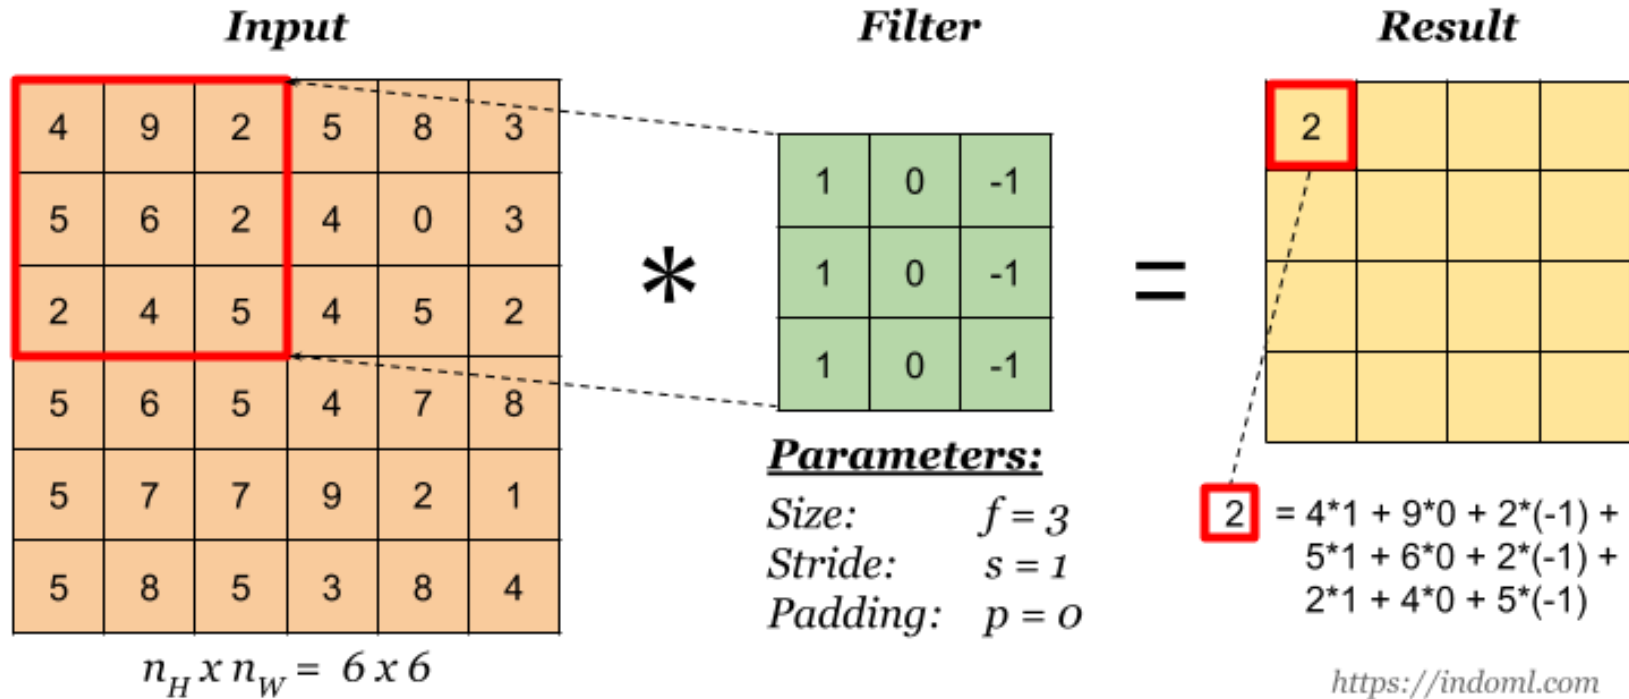 Input
Filter
Result
4 9 2 5 8 3
5 6 2 4 0 3
2 4 5 4 5 2
5 6 5 4 7 8
5 7 7 9 2 1
5 8 5 3 8 4
n_H x n_W = 6 x 6
*
1 0 -1
1 0 -1
1 0 -1
Parameters:
Size: f = 3
Stride: s = 1
Padding: p = 0
=
2
2 = 4*1 + 9*0 + 2*(-1) +
5*1 + 6*0 + 2*(-1) +
2*1 + 4*0 + 5*(-1)
https://indoml.com